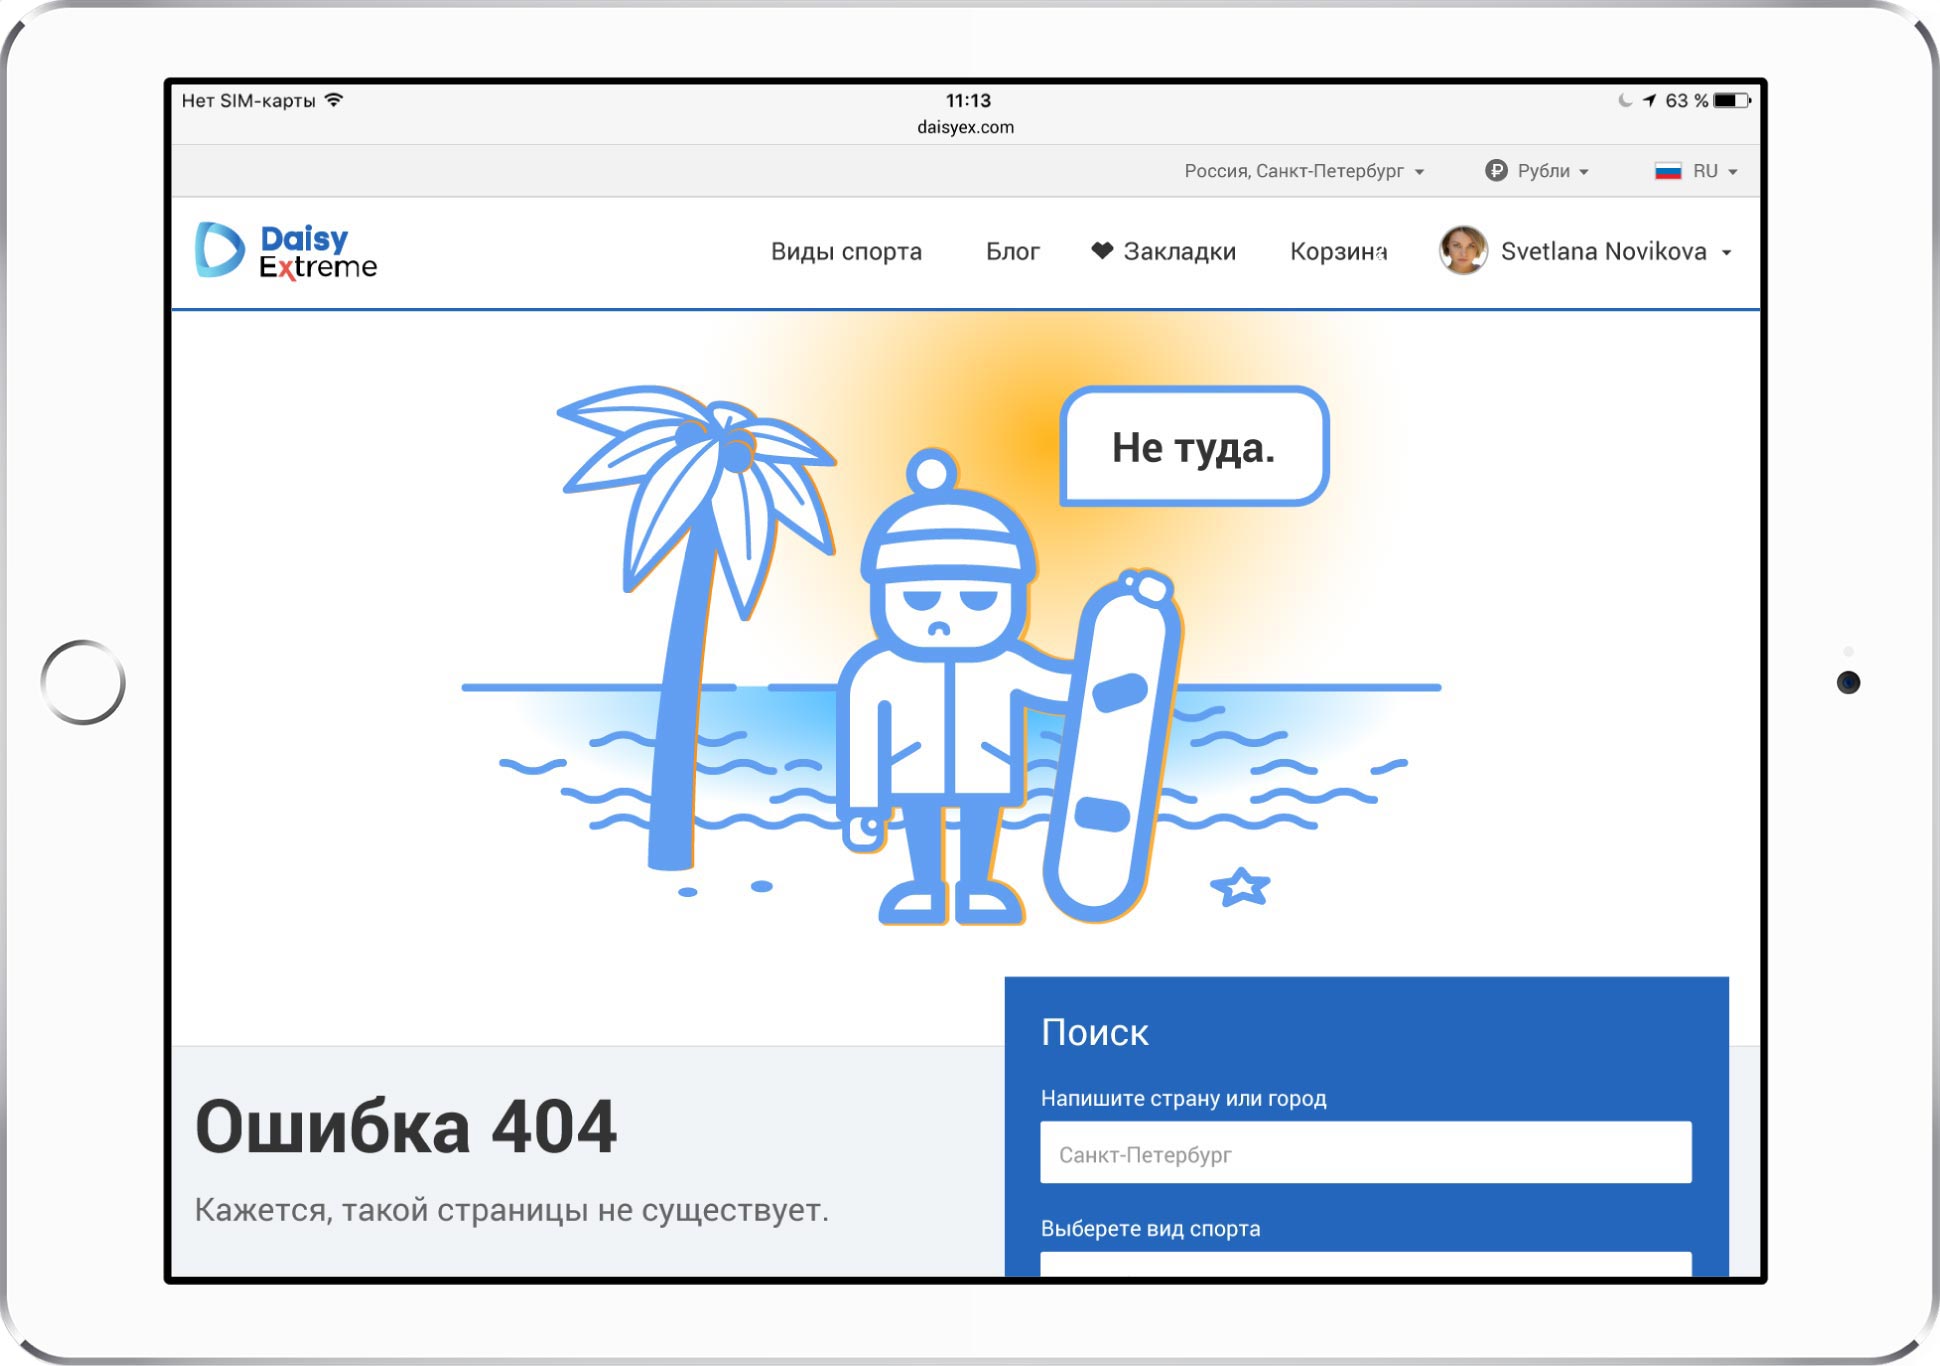 Нет SIM-карты
11:13
63 %
daisyex.com
Россия, Санкт-Петербург
Рубли
RU
Daisy
Extreme
Виды спорта
Блог
Закладки
Корзина
Svetlana Novikova
Не туда.
Поиск
Напишите страну или город
Санкт-Петербург
Выберете вид спорта
Ошибка 404
Кажется, такой страницы не существует.